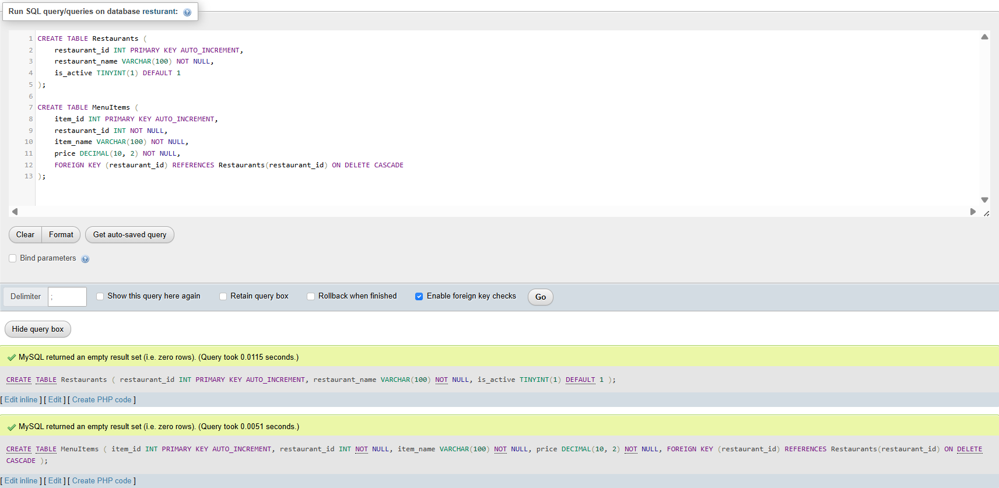 Run SQL query/queries on database resturant:
1 CREATE TABLE Restaurants (
2 restaurant_id INT PRIMARY KEY AUTO_INCREMENT,
3 restaurant_name VARCHAR(100) NOT NULL,
4 is_active TINYINT(1) DEFAULT 1
5 );
6
7 CREATE TABLE MenuItems (
8 item_id INT PRIMARY KEY AUTO_INCREMENT,
9 restaurant_id INT NOT NULL,
10 item_name VARCHAR(100) NOT NULL,
11 price DECIMAL(10, 2) NOT NULL,
12 FOREIGN KEY (restaurant_id) REFERENCES Restaurants(restaurant_id) ON DELETE CASCADE
13 );
Clear Format Get auto-saved query
Bind parameters
Delimiter ; Show this query here again Retain query box Rollback when finished Enable foreign key checks Go
Hide query box
MySQL returned an empty result set (i.e. zero rows). (Query took 0.0115 seconds.)
CREATE TABLE Restaurants ( restaurant_id INT PRIMARY KEY AUTO_INCREMENT, restaurant_name VARCHAR(100) NOT NULL, is_active TINYINT(1) DEFAULT 1 );
[ Edit inline ] [ Edit ] [ Create PHP code ]
MySQL returned an empty result set (i.e. zero rows). (Query took 0.0051 seconds.)
CREATE TABLE MenuItems ( item_id INT PRIMARY KEY AUTO_INCREMENT, restaurant_id INT NOT NULL, item_name VARCHAR(100) NOT NULL, price DECIMAL(10, 2) NOT NULL, FOREIGN KEY (restaurant_id) REFERENCES Restaurants(restaurant_id) ON DELETE
CASCADE );
[ Edit inline ] [ Edit ] [ Create PHP code ]